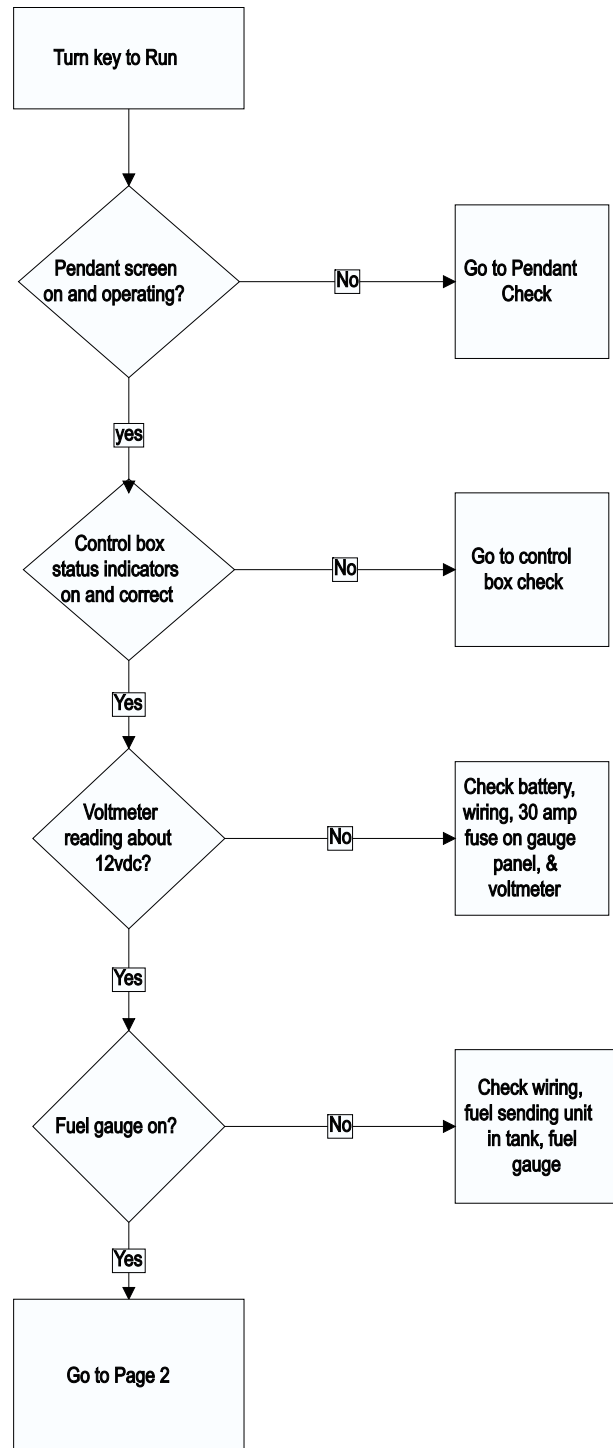 Turn key to Run
Pendant screen
on and operating?
No
Go to Pendant
Check
yes
Control box
status indicators
on and correct
No
Go to control
box check
Yes
Voltmeter
reading about
12vdc?
No
Check battery,
wiring, 30 amp
fuse on gauge
panel, &
voltmeter
Yes
Fuel gauge on?
No
Check wiring,
fuel sending unit
in tank, fuel
gauge
Yes
Go to Page 2